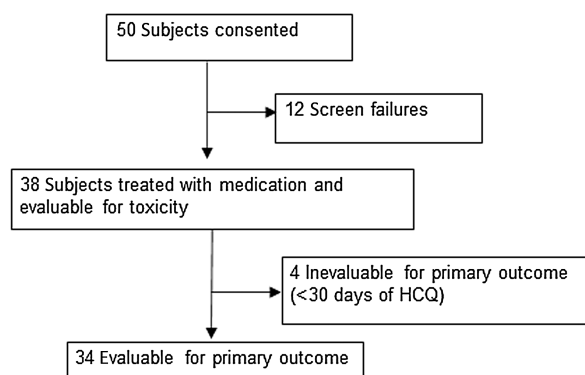 50 Subjects consented
12 Screen failures
38 Subjects treated with medication and
evaluable for toxicity
4 Inevaluable for primary outcome
(<30 days of HCQ)
34 Evaluable for primary outcome